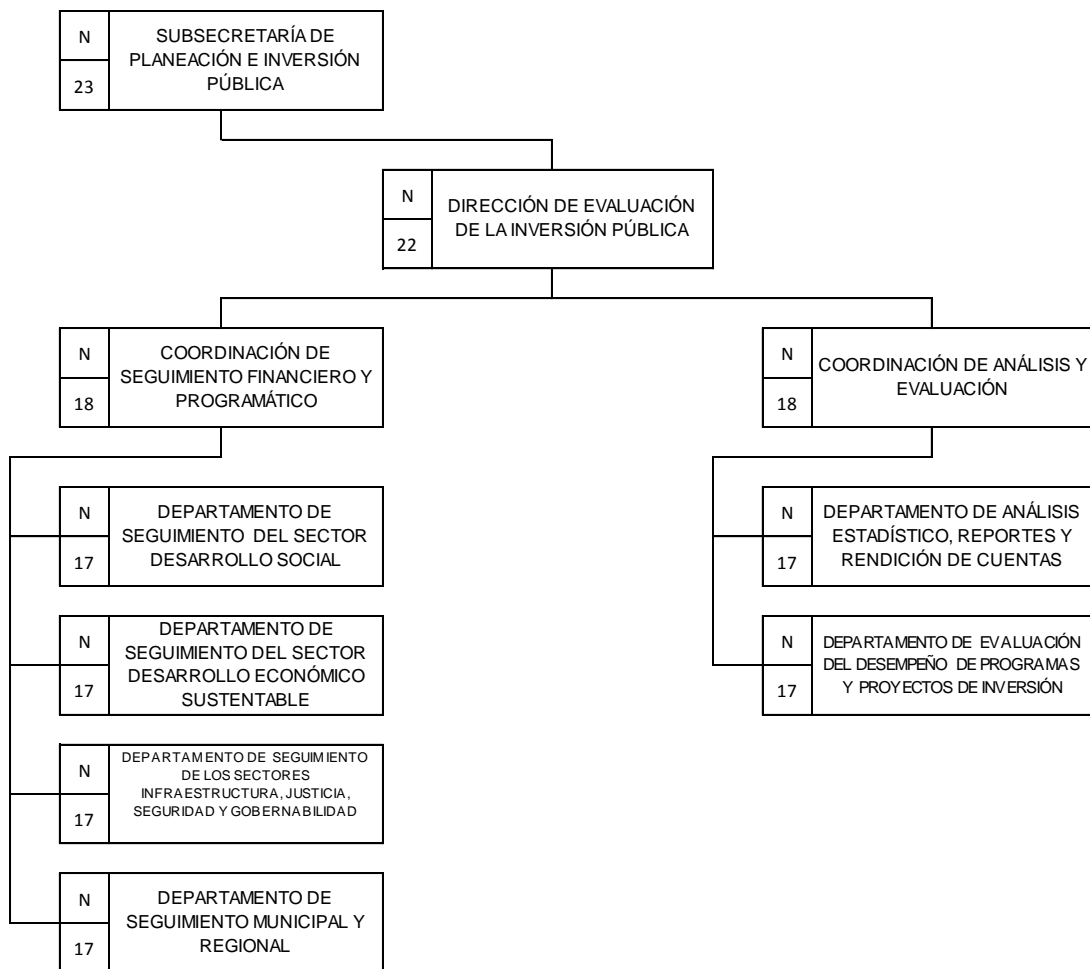 N
23
SUBSECRETARÍA DE
PLANEACIÓN E INVERSIÓN
PÚBLICA
N
22
DIRECCIÓN DE EVALUACIÓN
DE LA INVERSIÓN PÚBLICA
N
18
COORDINACIÓN DE
SEGUIMIENTO FINANCIERO Y
PROGRAMÁTICO
N
18
COORDINACIÓN DE ANÁLISIS Y
EVALUACIÓN
N
17
DEPARTAMENTO DE
SEGUIMIENTO DEL SECTOR
DESARROLLO SOCIAL
N
17
DEPARTAMENTO DE
SEGUIMIENTO DEL SECTOR
DESARROLLO ECONÓMICO
SUSTENTABLE
N
17
DEPARTAMENTO DE SEGUIMIENTO
DE LOS SECTORES
INFRAESTRUCTURA, JUSTICIA,
SEGURIDAD Y GOBERNABILIDAD
N
17
DEPARTAMENTO DE
SEGUIMIENTO MUNICIPAL Y
REGIONAL
N
17
DEPARTAMENTO DE ANÁLISIS
ESTADÍSTICO, REPORTES Y
RENDICIÓN DE CUENTAS
N
17
DEPARTAMENTO DE EVALUACIÓN
DEL DESEMPEÑO DE PROGRAMAS
Y PROYECTOS DE INVERSIÓN